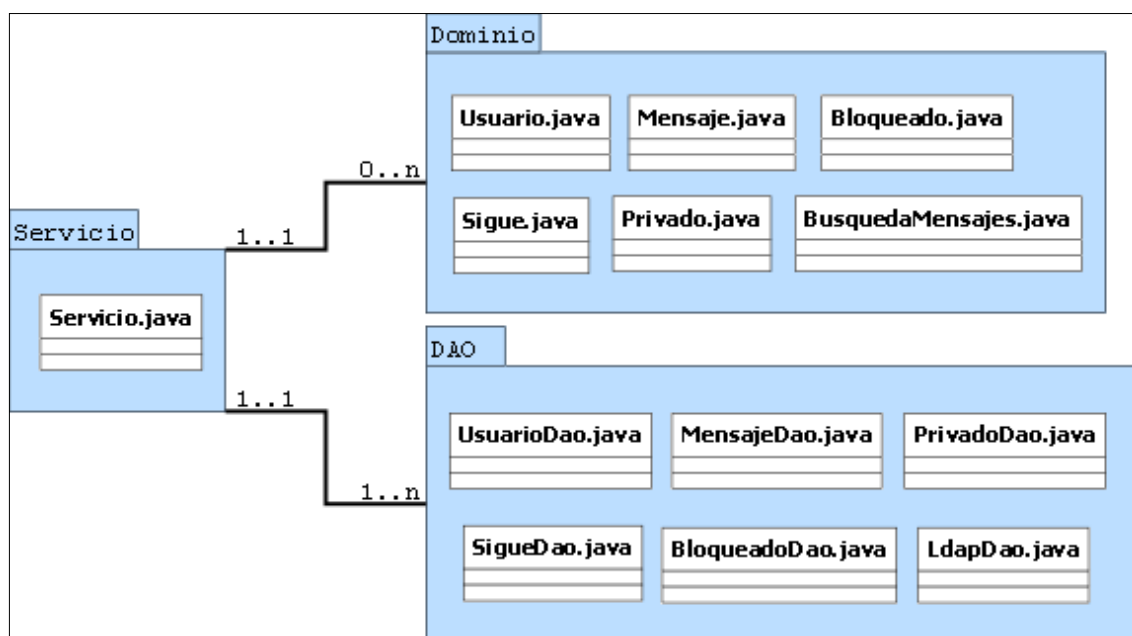 Dominio
Usuario.java
Mensaje.java
Bloqueado.java
0..n
Sigue.java
Privado.java
BusquedaMensajes.java
Servicio
1..1
Servicio.java
DAO
1..1
UsuarioDao.java
MensajeDao.java
PrivadoDao.java
1..n
SigueDao.java
BloqueadoDao.java
LdapDao.java